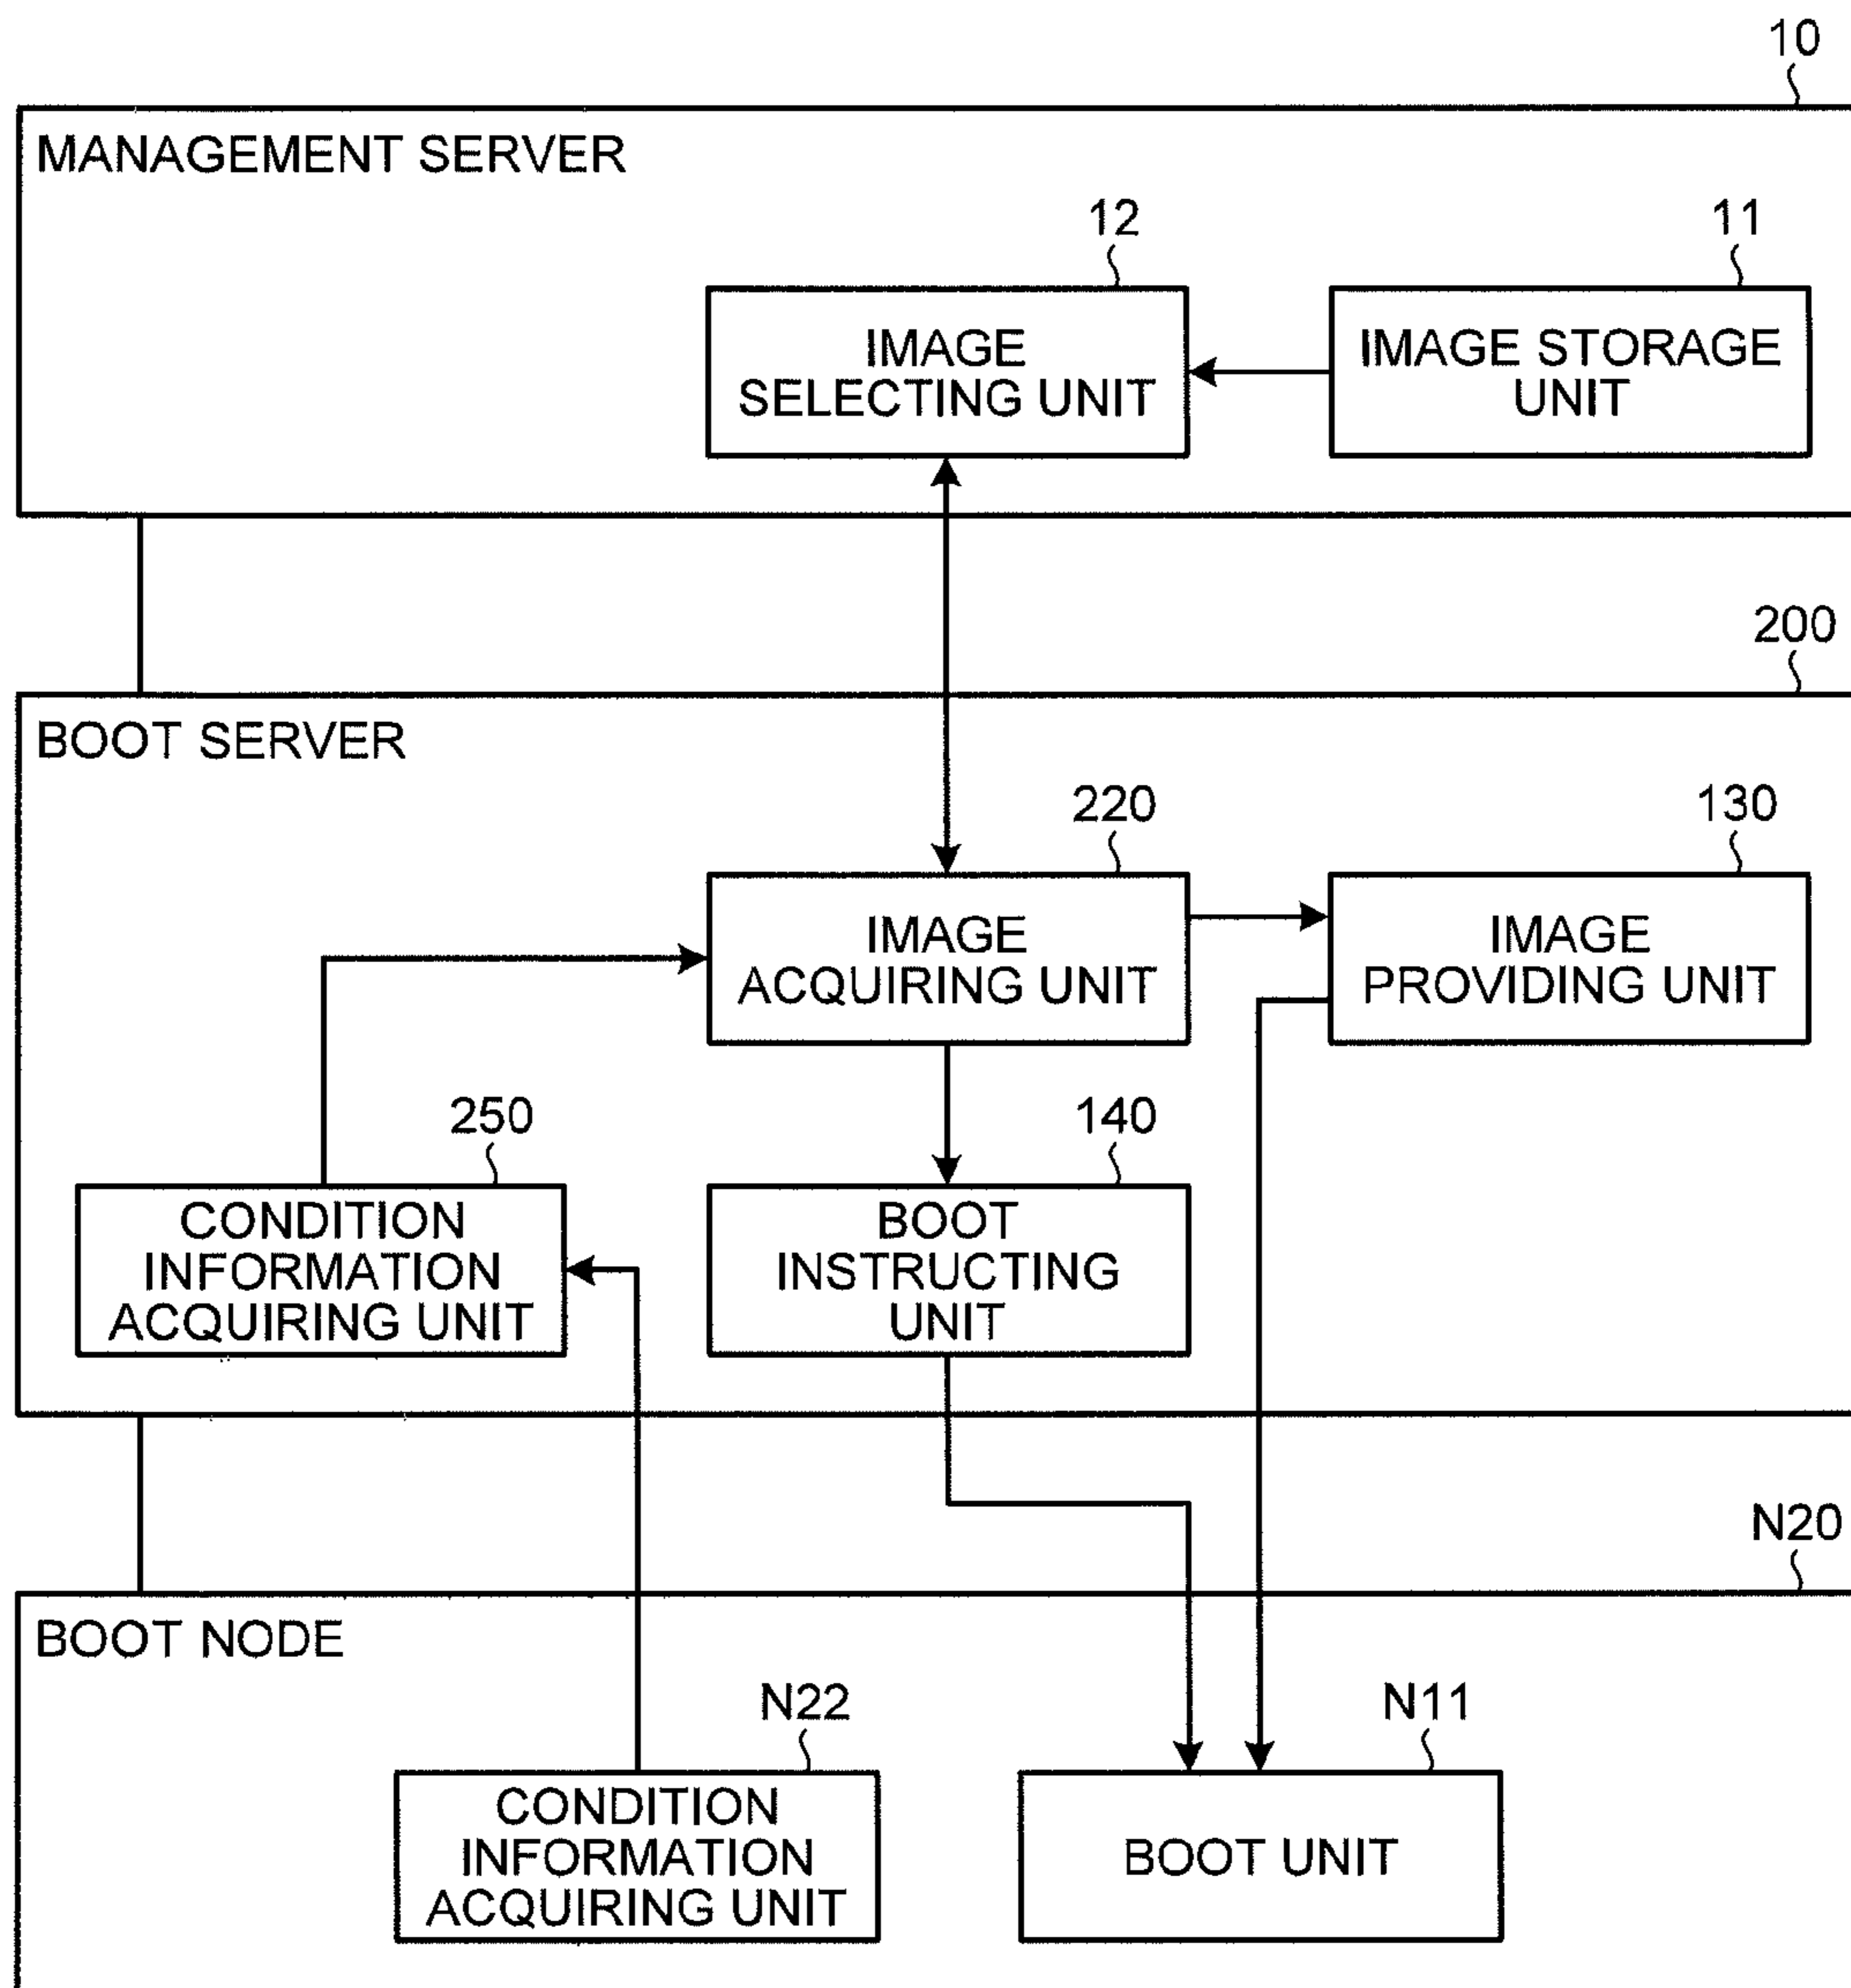 10
MANAGEMENT SERVER
12
11
IMAGE
SELECTING UNIT
IMAGE STORAGE
UNIT
200
BOOT SERVER
220
130
IMAGE
ACQUIRING UNIT
IMAGE
PROVIDING UNIT
250
140
CONDITION
INFORMATION
ACQUIRING UNIT
BOOT
INSTRUCTING
UNIT
N20
BOOT NODE
N22
N11
CONDITION
INFORMATION
ACQUIRING UNIT
BOOT UNIT